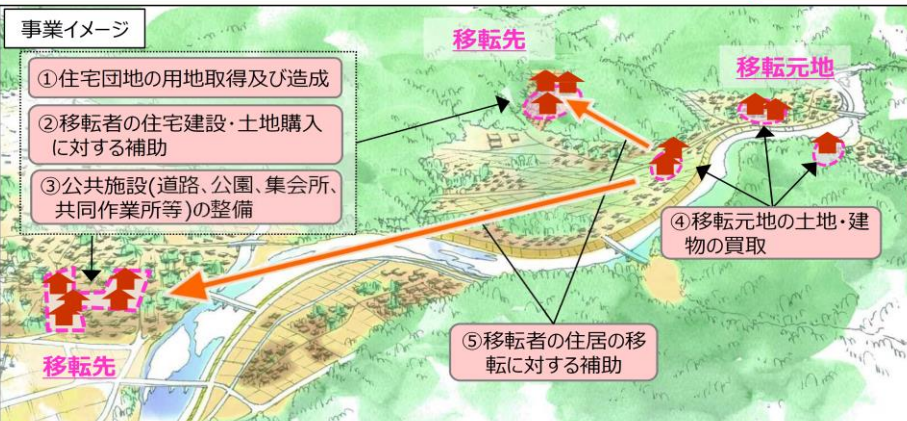 事業イメージ
移転先
移転元地
①住宅団地の用地取得及び造成
②移転者の住宅建設・土地購入
に対する補助
③公共施設(道路、公園、集会所、
共同作業所等)の整備
④移転元地の土地・建
物の買取
⑤移転者の住居の移
転に対する補助
移転先